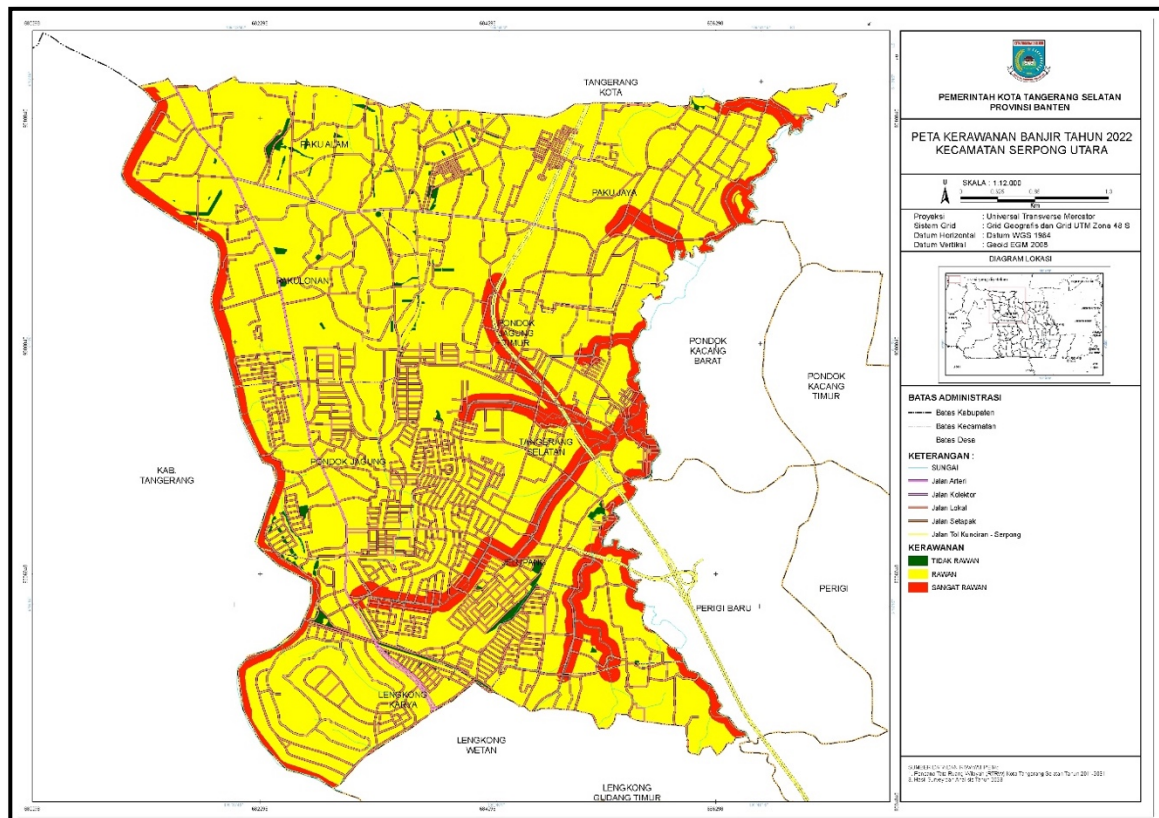 TANGERANG
KOTA
PAKU ALAM
PAKUJAYA
PAKULONAN
PONDOK
JAGUNG
TIMUR
PONDOK
KACANG
BARAT
PONDOK
KACANG
TIMUR
TANGERANG
SELATAN
PONDOK JAGUNG
KAB.
TANGERANG
PERIGI BARU
PERIGI
LENGKONG
KARYA
LENGKONG
WETAN
LENGKONG
GUDANG TIMUR
PEMERINTAH KOTA TANGERANG SELATAN
PROVINSI BANTEN
PETA KERAWANAN BANJIR TAHUN 2022
KECAMATAN SERPONG UTARA
SKALA : 1:12.000
Km
Proyeksi : Universal Transverse Mercator
Sistem Grid : Grid Geografis dan Grid UTM Zona 48 S
Datum Horizontal : Datum WGS 1984
Datum Vertikal : Geoid EGM 2008
DIAGRAM LOKASI
BATAS ADMINISTRASI
Batas Kabupaten
Batas Kecamatan
Batas Desa
KETERANGAN :
SUNGAI
Jalan Arteri
Jalan Kolektor
Jalan Lokal
Jalan Setapak
Jalan Tol Kunciran - Serpong
KERAWANAN
TIDAK RAWAN
RAWAN
SANGAT RAWAN